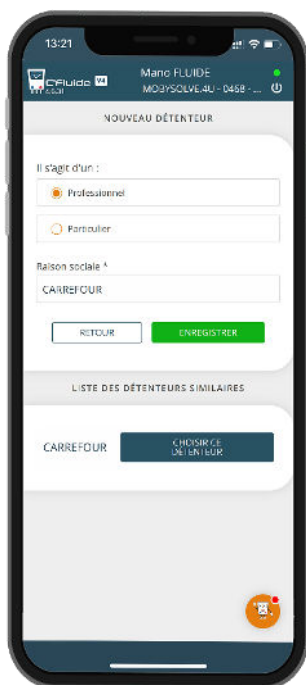 13:21
CFluide V4
Mano FLUIDE
MOBYSOLVE.4U - 0468 - ...
NOUVEAU DÉTENTEUR
Il s'agit d'un :
Professionnel
Particulier
Raison sociale *
CARREFOUR
RETOUR
ENREGISTRER
LISTE DES DÉTENTEURS SIMILAIRES
CARREFOUR
CHOISIR CE
DÉTENTEUR